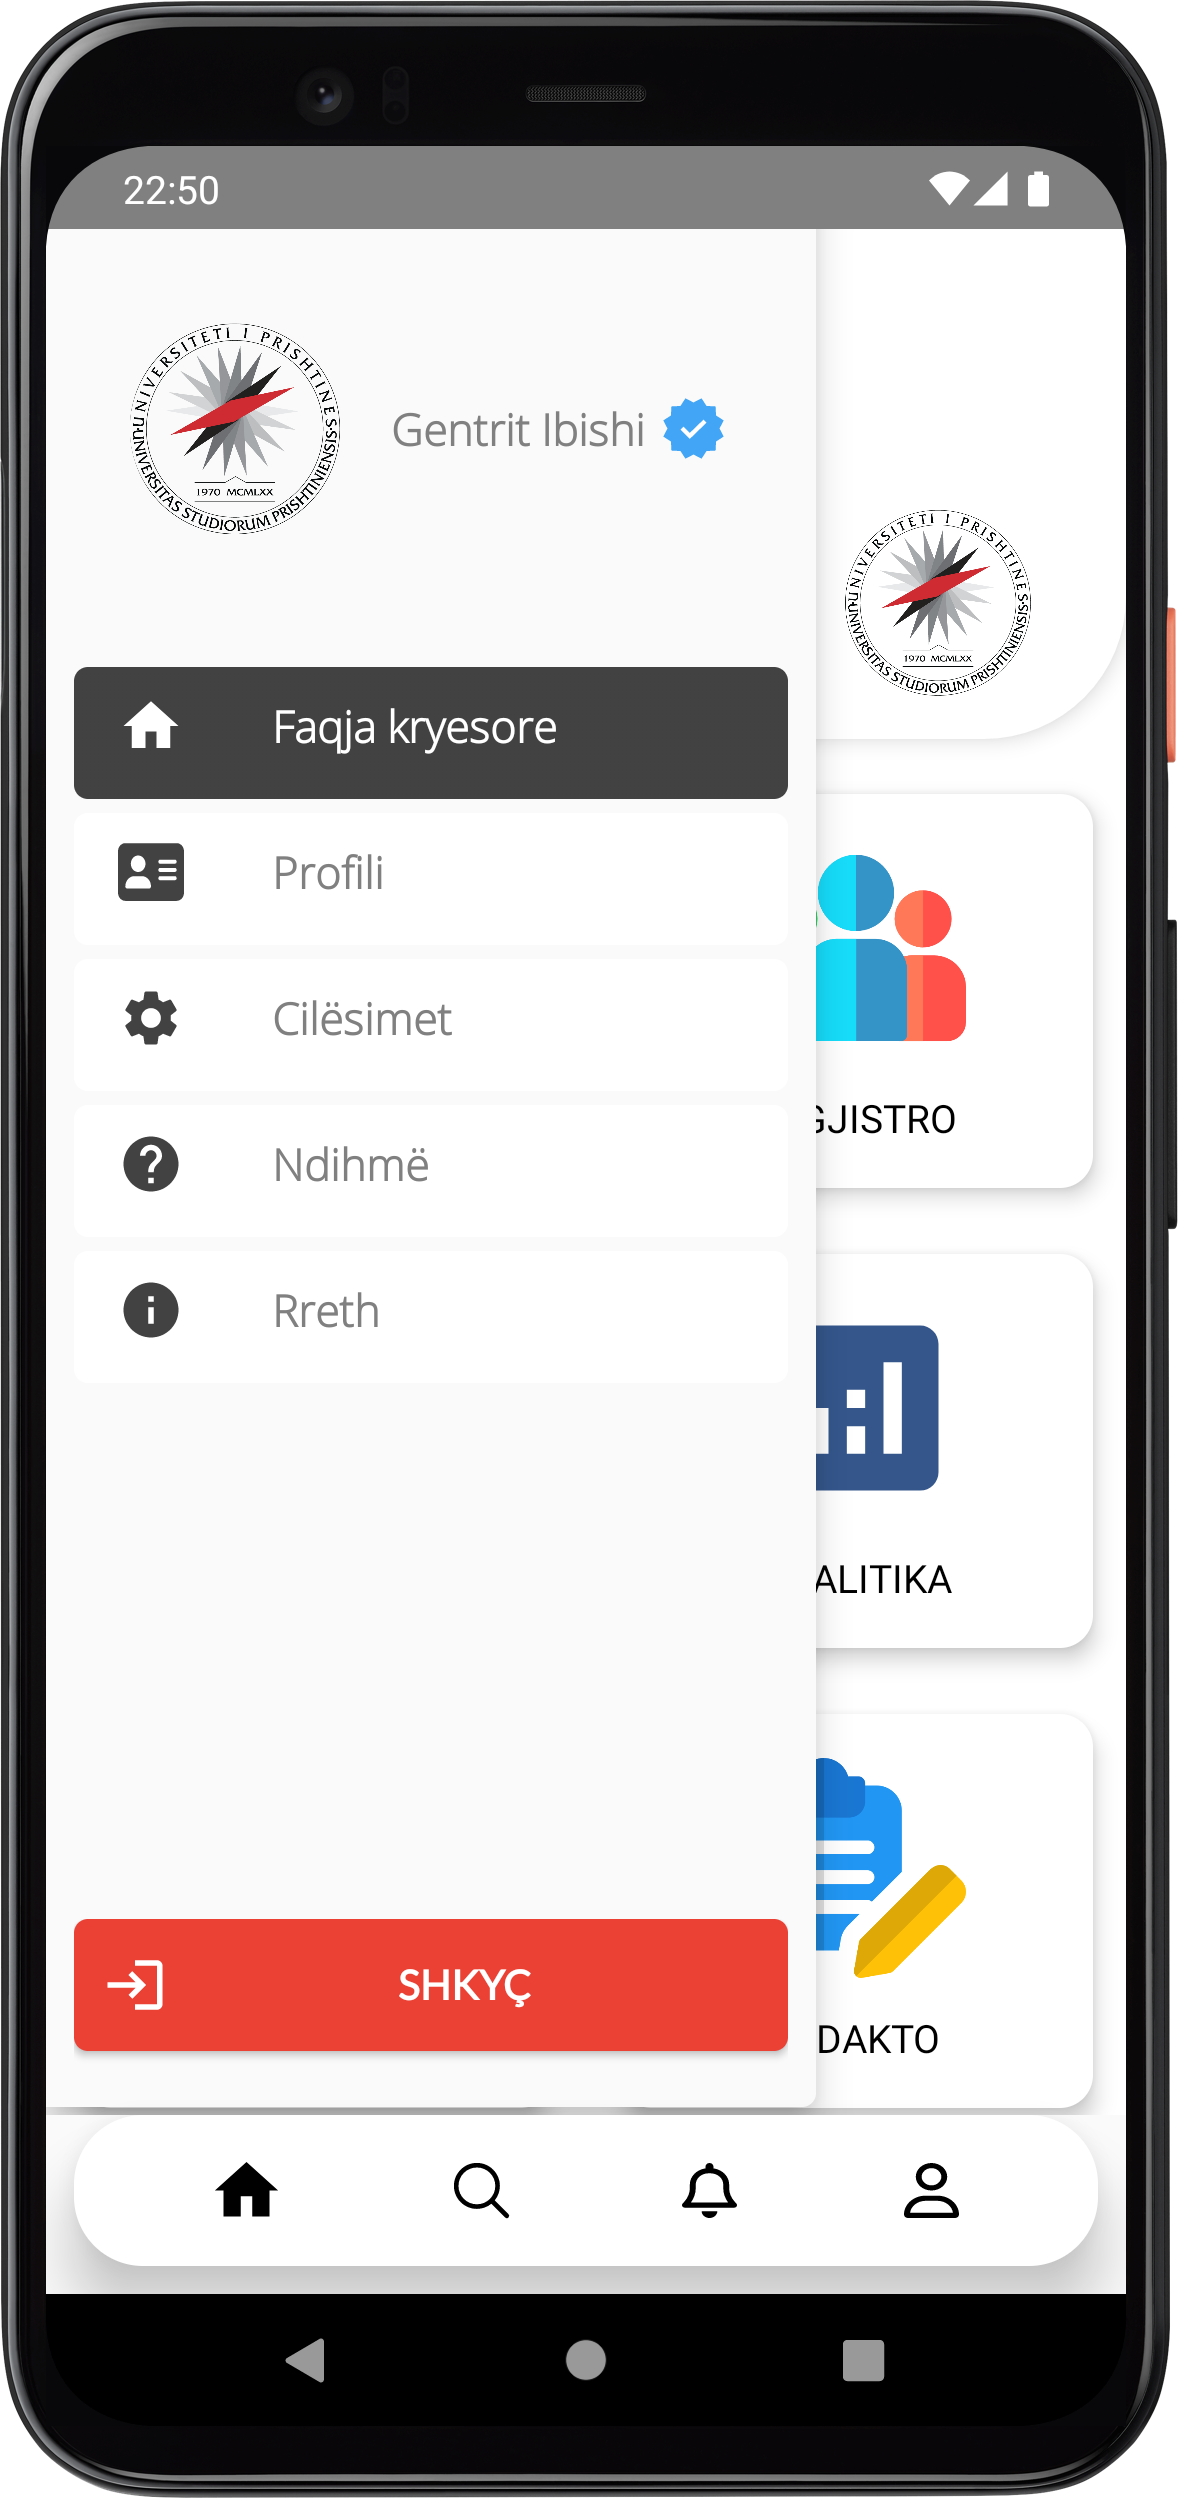 22:50
UNIVERSITETI I PRISHTINËS
UNIVERSITAS STUDIORUM PRISHTINIENSIS
1970 MCMLXX
Gentrit Ibishi
UNIVERSITETI I PRISHTINËS
UNIVERSITAS STUDIORUM PRISHTINIENSIS
1970 MCMLXX
Faqja kryesore
Profili
Cilësimet
Ndihmë
GJISTRO
Rreth
ALITIKA
SHKYÇ
DAKTO